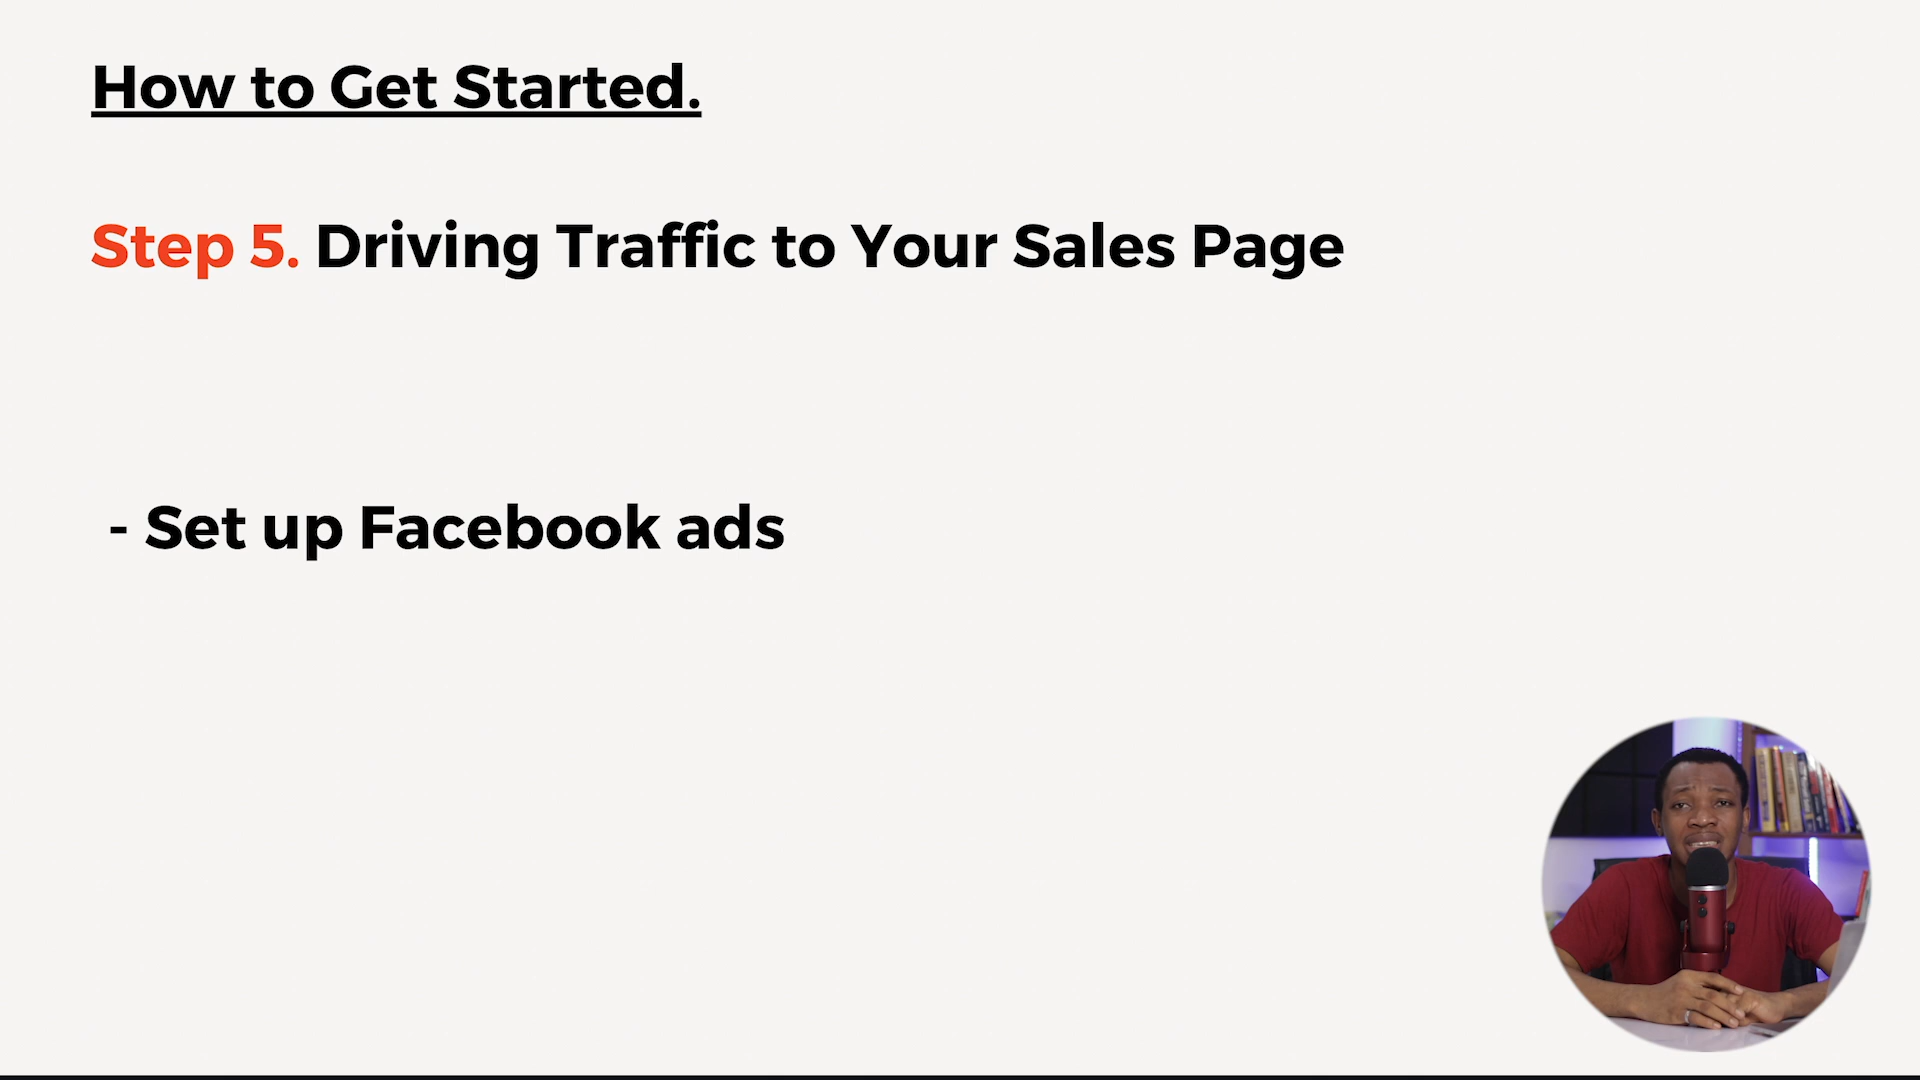 How to Get Started.
Step 5. Driving Traffic to Your Sales Page
- Set up Facebook ads